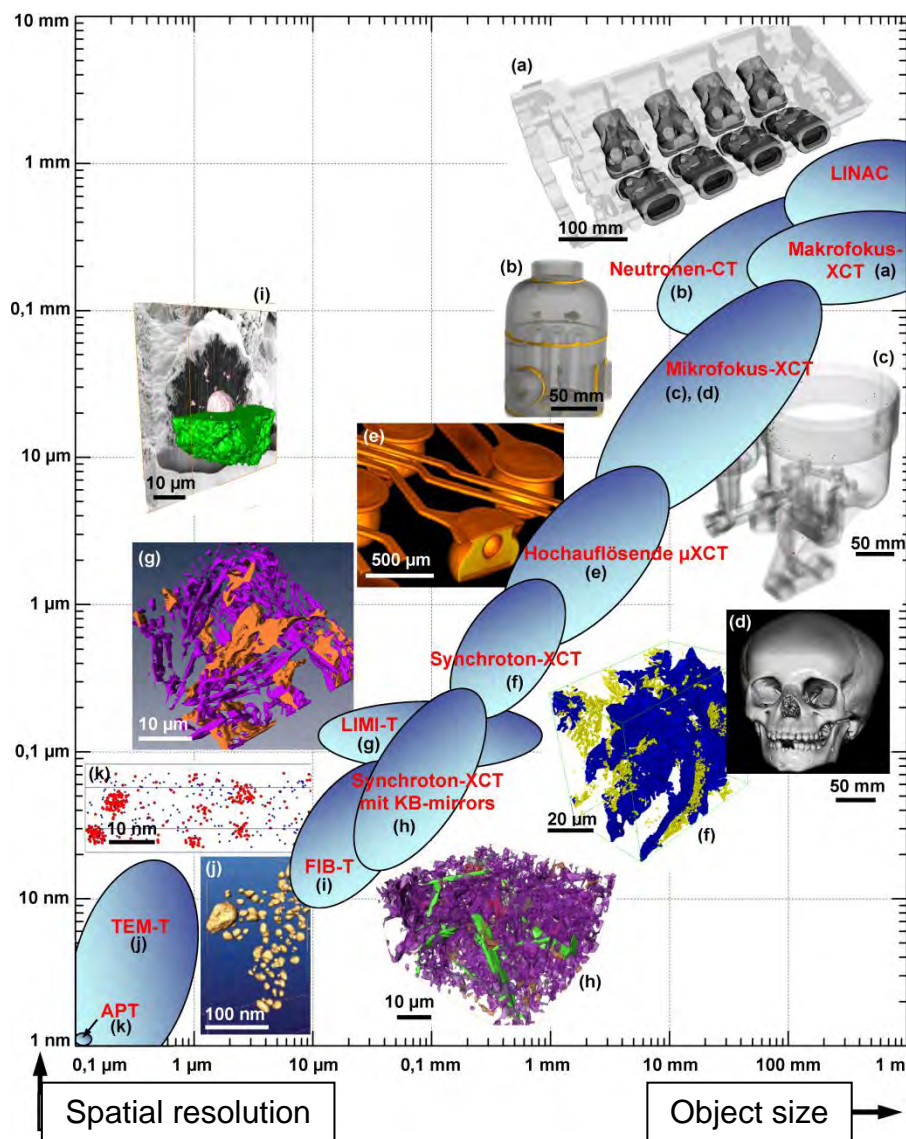 10 mm
1 mm
0,1 mm
10 µm
1 µm
0,1 µm
10 nm
1 nm
(a)
100 mm
LINAC
Makrofokus-
XCT (a)
Neutronen-CT
(b)
(b)
50 mm
(i)
10 µm
Mikrofokus-XCT
(c), (d)
(c)
50 mm
(e)
500 µm
Hochauflösende µXCT
(e)
(g)
10 µm
Synchroton-XCT
(f)
(d)
50 mm
LIMI-T
(g)
Synchroton-XCT
mit KB-mirrors
(h)
20 µm
(f)
(k)
10 nm
FIB-T
(i)
(j)
100 nm
TEM-T
(j)
APT
(k)
(h)
10 µm
0,1 µm
1 µm
10 µm
0,1 mm
1 mm
10 mm
100 mm
1 m
Spatial resolution
Object size